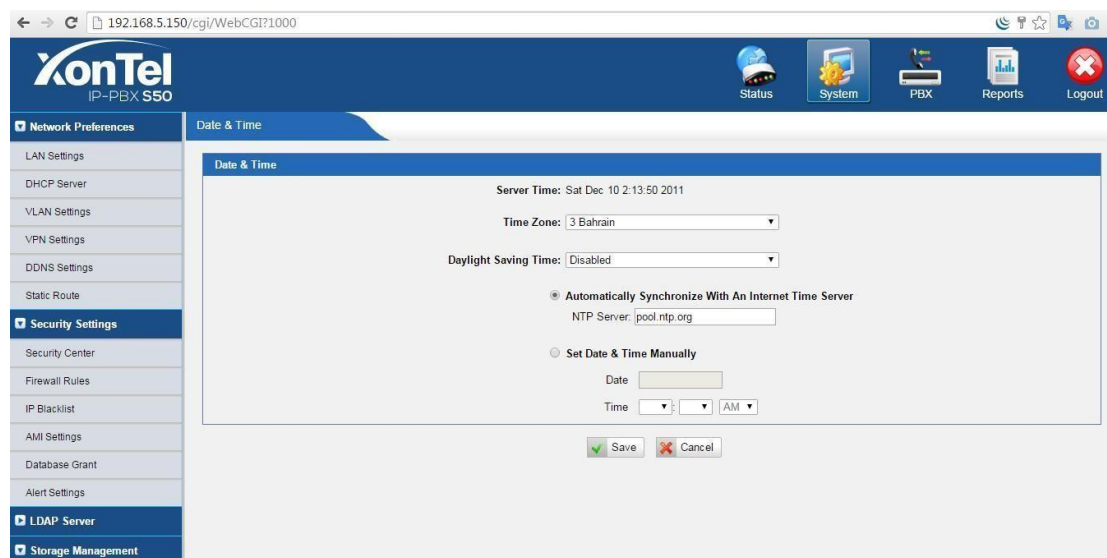 192.168.5.150/cgi/WebCGI?1000
XonTel
IP-PBX S50
Status
System
PBX
Reports
Logout
Network Preferences
LAN Settings
DHCP Server
VLAN Settings
VPN Settings
DDNS Settings
Static Route
Security Settings
Security Center
Firewall Rules
IP Blacklist
AMI Settings
Database Grant
Alert Settings
LDAP Server
Storage Management
Date & Time
Date & Time
Server Time: Sat Dec 10 2:13:50 2011
Time Zone: 3 Bahrain
Daylight Saving Time: Disabled
Automatically Synchronize With An Internet Time Server
NTP Server: pool.ntp.org
Set Date & Time Manually
Date
Time : AM
Save Cancel